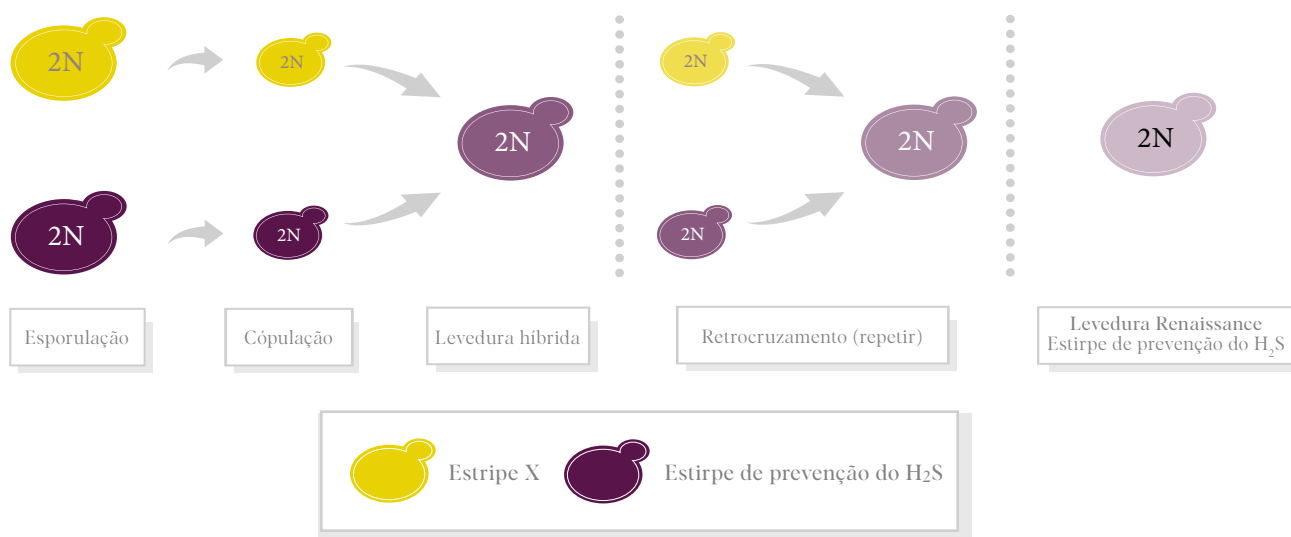 2N
2N
2N
2N
2N
2N
2N
2N
2N
Esporulação
Cópulação
Levedura híbrida
Retrocruzamento (repetir)
Levedura Renaissance
Estirpe de prevenção do H₂S
Estripe X
Estirpe de prevenção do H2S